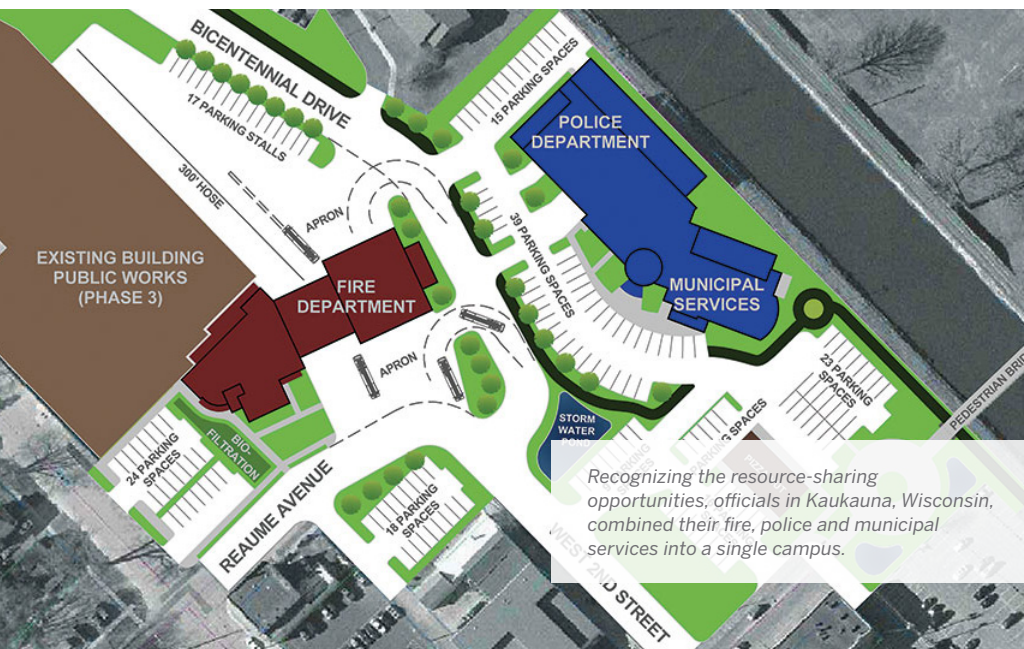 BICENTENNIAL DRIVE
17 PARKING STALLS
15 PARKING SPACES
POLICE
DEPARTMENT
300' HOSE
APRON
39 PARKING SPACES
EXISTING BUILDING
PUBLIC WORKS
(PHASE 3)
FIRE
DEPARTMENT
MUNICIPAL
SERVICES
APRON
23 PARKING
SPACES
PEDESTRIAN
STORM
WATER
POND
PARKING SPACES
24 PARKING
SPACES
BIO-
FILTRATION
REAUME AVENUE
18 PARKING
SPACES
WEST 2ND STREET
Recognizing the resource-sharing
opportunities, officials in Kaukauna, Wisconsin,
combined their fire, police and municipal
services into a single campus.